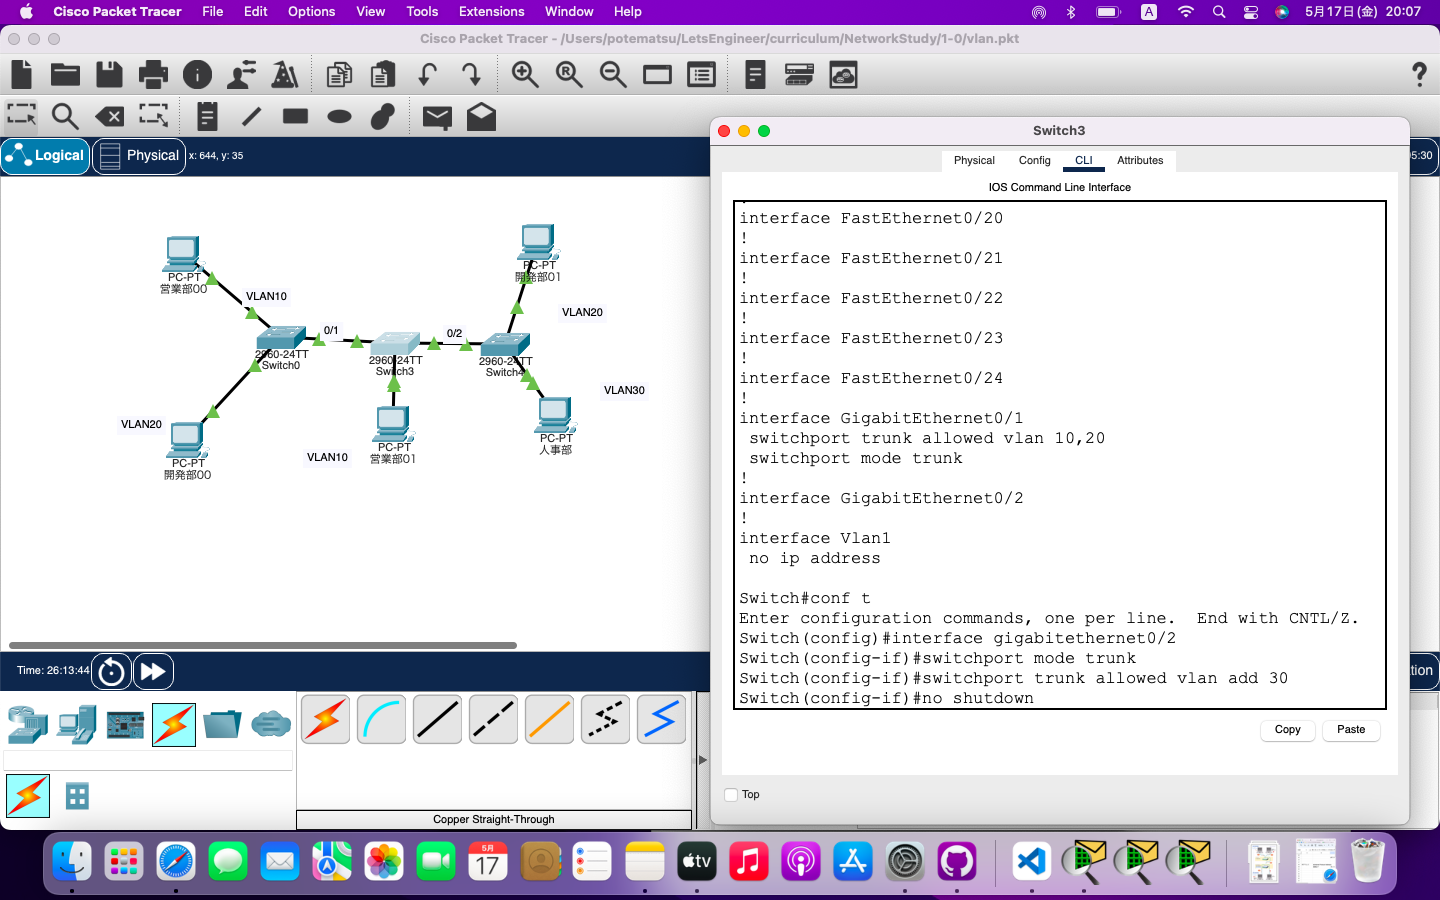 Cisco Packet Tracer File Edit Options View Tools Extensions Window Help A 5月17日(金) 20:07
Cisco Packet Tracer - /Users/potematsu/LetsEngineer/curriculum/NetworkStudy/1-0/vlan.pkt
Logical Physical x: 644, y: 35
05:30
PC-PT
営業部00
VLAN10
VLAN20
PC-PT
開発部00
2960-24TT
Switch0
0/1
2960-24TT
Switch3
0/2
2960-24TT
Switch4
PC-PT
開発部01
VLAN20
VLAN30
PC-PT
人事部
VLAN10
PC-PT
営業部01
Time: 26:13:44
Copper Straight-Through
Switch3
Physical Config CLI Attributes
IOS Command Line Interface
interface FastEthernet0/20
!
interface FastEthernet0/21
!
interface FastEthernet0/22
!
interface FastEthernet0/23
!
interface FastEthernet0/24
!
interface GigabitEthernet0/1
switchport trunk allowed vlan 10,20
switchport mode trunk
!
interface GigabitEthernet0/2
!
interface Vlan1
no ip address
Switch#conf t
Enter configuration commands, one per line. End with CNTL/Z.
Switch(config)#interface gigabitethernet0/2
Switch(config-if)#switchport mode trunk
Switch(config-if)#switchport trunk allowed vlan add 30
Switch(config-if)#no shutdown
Copy Paste
Top
5月
17
tv